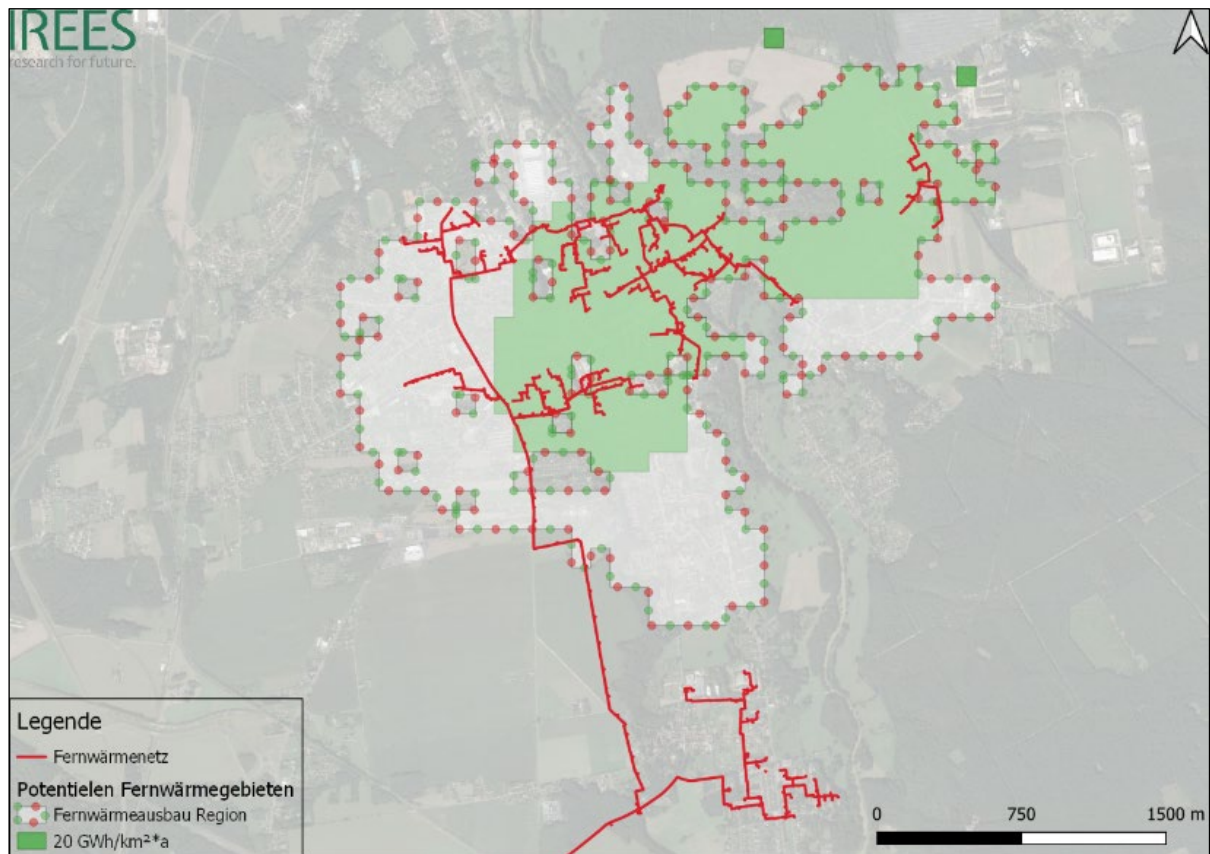 IREES
research for future.
Legende
Fernwärmenetz
Potentielen Fernwärmegebieten
Fernwärmeausbau Region
20 GWh/km²*a
0 750 1500 m